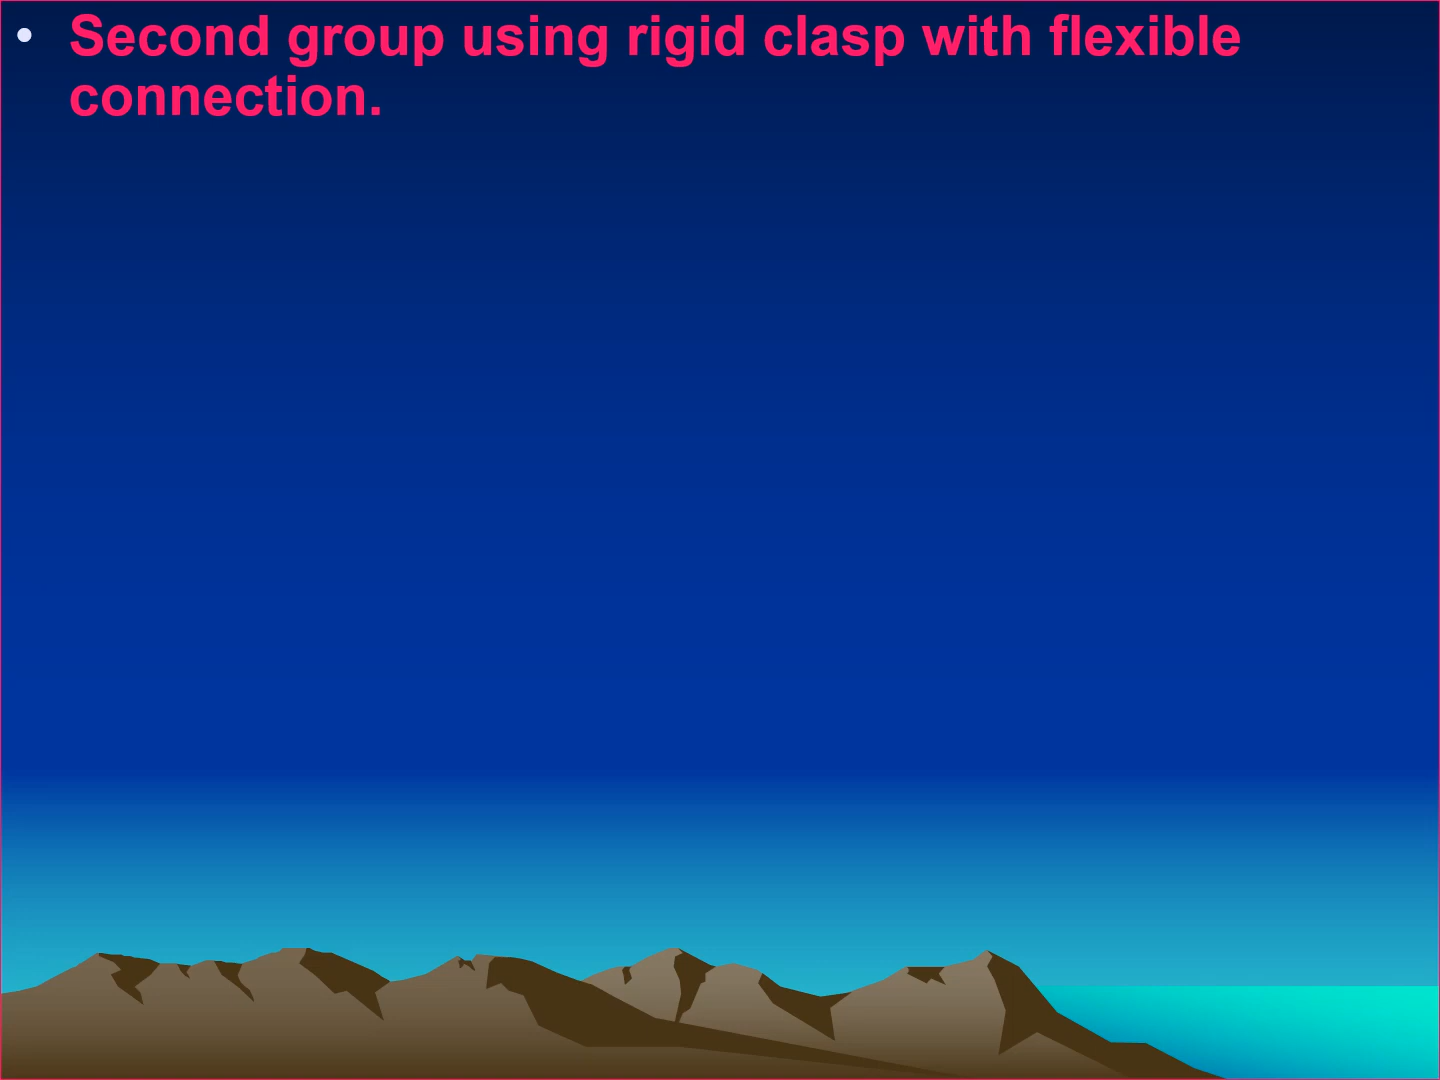 • Second group using rigid clasp with flexible
connection.